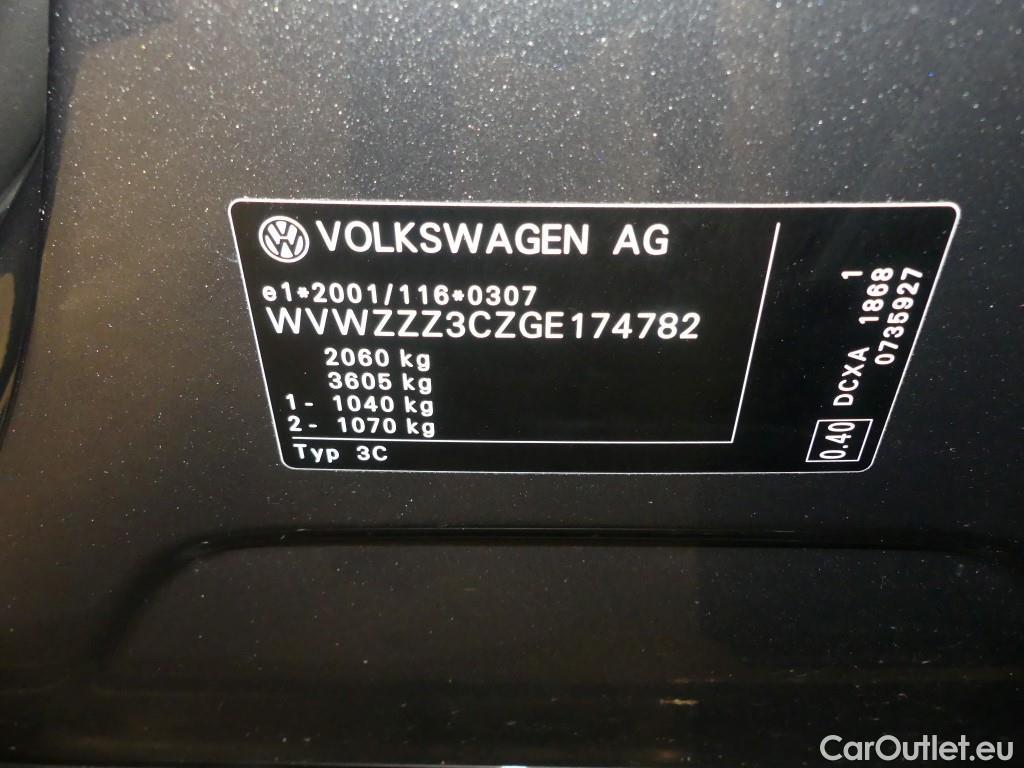 VOLKSWAGEN AG
e1*2001/116*0307
WVWZZZ3CZGE174782
2060 kg
3605 kg
1- 1040 kg
2- 1070 kg
Typ 3C
1
DCXA 1868
0735927
0.40
CarOutlet.eu